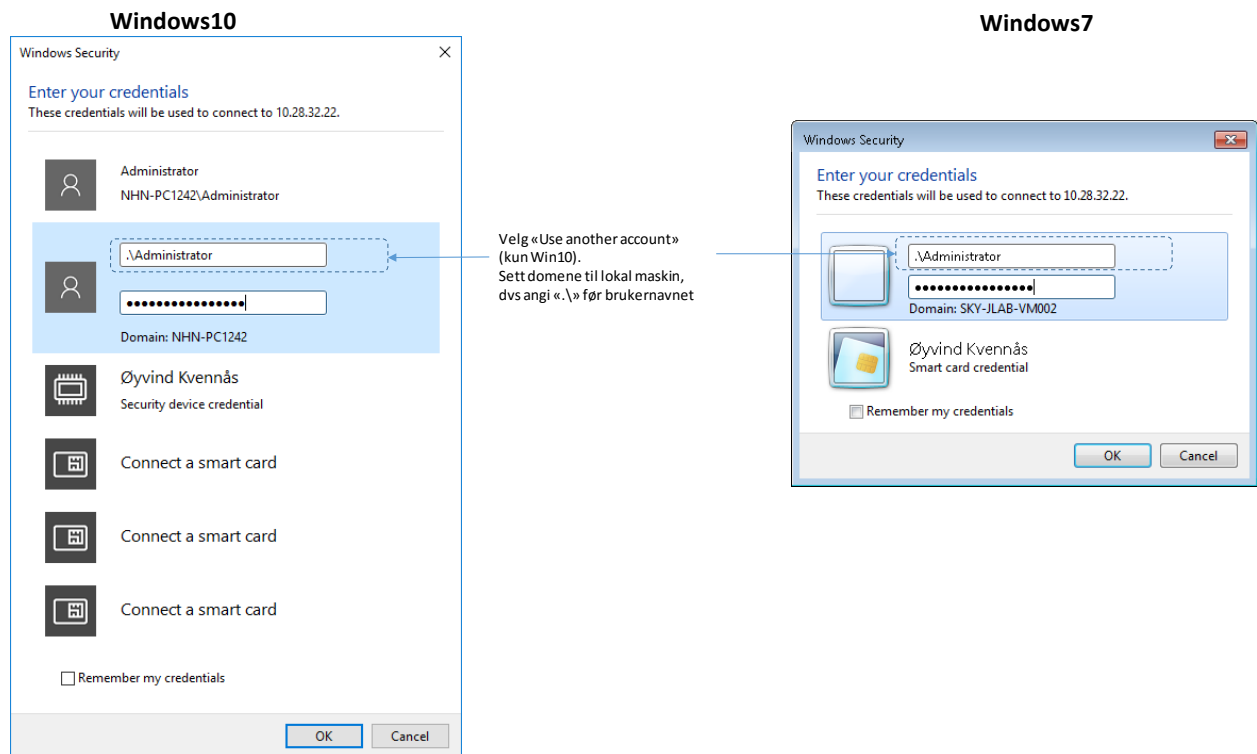 Windows10
Windows Security
Enter your credentials
These credentials will be used to connect to 10.28.32.22.
Administrator
NHN-PC1242\Administrator
.\Administrator
••••••••••••••••
Domain: NHN-PC1242
Øyvind Kvennås
Security device credential
Connect a smart card
Connect a smart card
Connect a smart card
Remember my credentials
OK Cancel
Velg «Use another account»
(kun Win10).
Sett domene til lokal maskin,
dvs angi «.\» før brukernavnet
Windows7
Windows Security
Enter your credentials
These credentials will be used to connect to 10.28.32.22.
.\Administrator
••••••••••••••••
Domain: SKY-JLAB-VM002
Øyvind Kvennås
Smart card credential
Remember my credentials
OK Cancel